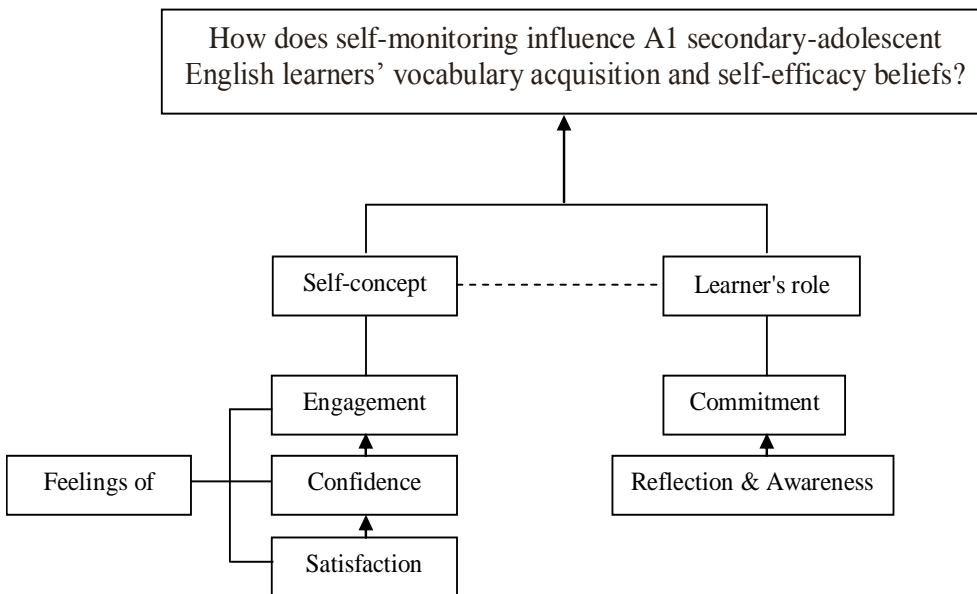 How does self-monitoring influence A1 secondary-adolescent
English learners’ vocabulary acquisition and self-efficacy beliefs?
Self-concept
Learner's role
Engagement
Commitment
Feelings of
Confidence
Reflection & Awareness
Satisfaction